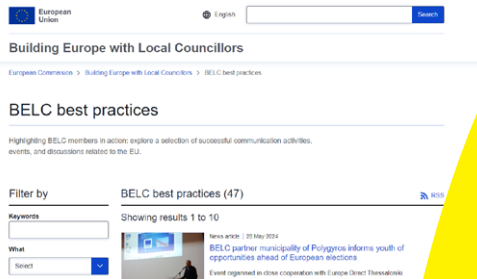 European
Union
English
Search
Building Europe with Local Councillors
European Commission > Building Europe with Local Councillors > BELC best practices
BELC best practices
Highlighting BELC members in action: explore a selection of successful communication activities,
events, and discussions related to the EU.
Filter by
BELC best practices (47)
RSS
Keywords
Showing results 1 to 10
News article | 28 May 2024
BELC partner municipality of Polygyros informs youth of
opportunities ahead of European elections
What
Select
Event organised in close cooperation with Europe Direct Thessaloniki